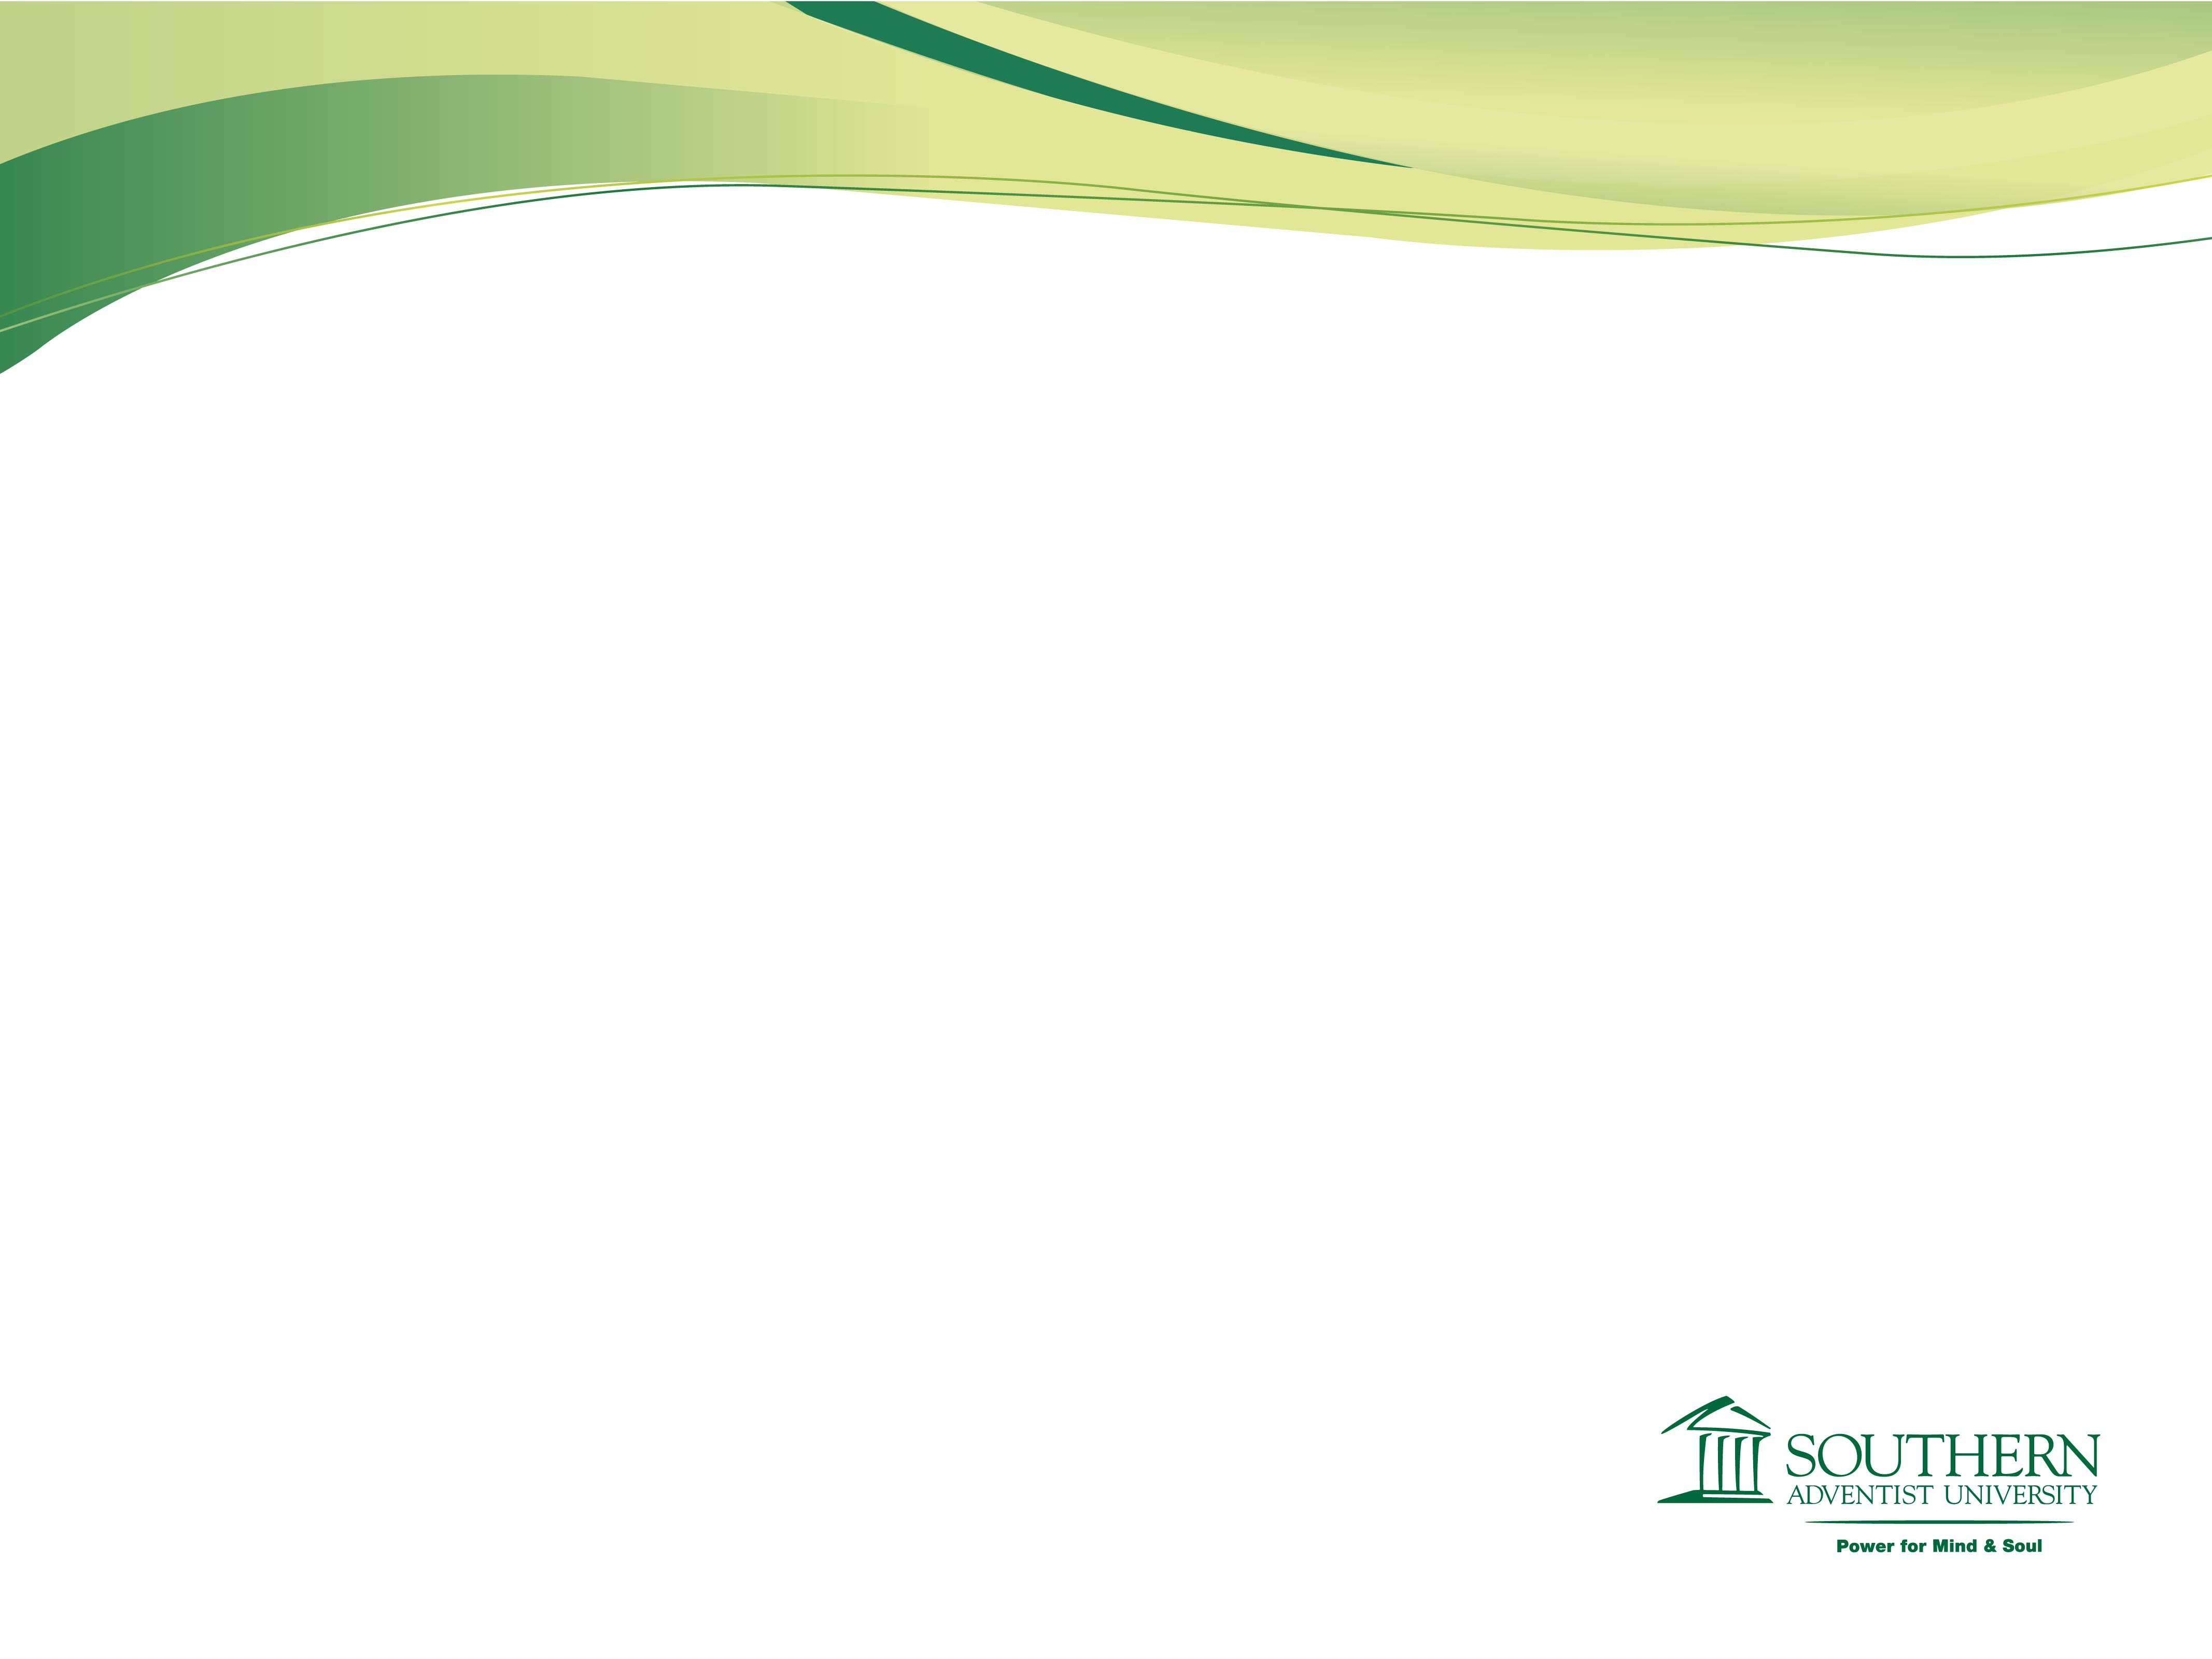 SOUTHERN
ADVENTIST UNIVERSITY
Power for Mind & Soul